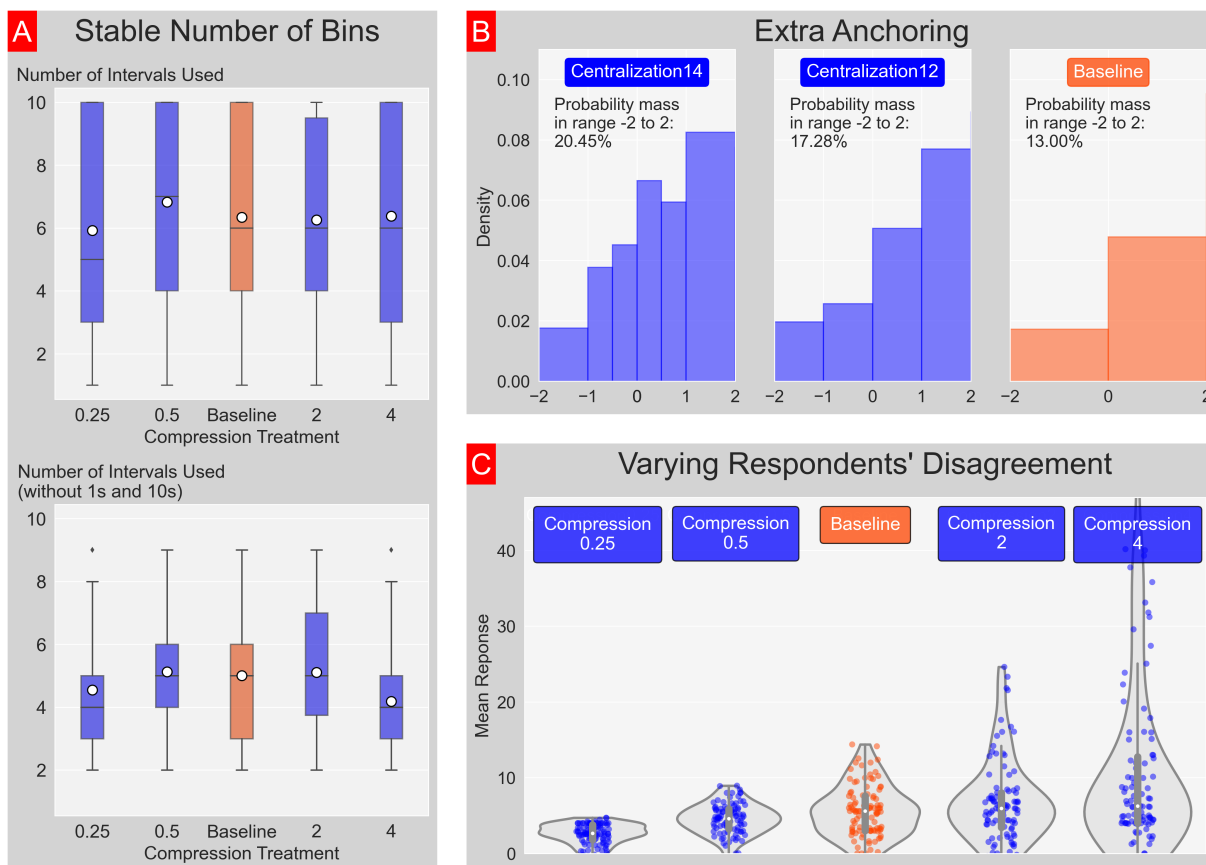 A
Stable Number of Bins
Number of Intervals Used
10
8
6
4
2
0.25 0.5 Baseline 2 4
Compression Treatment
Number of Intervals Used
(without 1s and 10s)
10
8
6
4
2
0.25 0.5 Baseline 2 4
Compression Treatment
B
Extra Anchoring
Density
0.10
0.08
0.06
0.04
0.02
0.00
Centralization14
Probability mass
in range -2 to 2:
20.45%
−2 −1 0 1 2
Centralization12
Probability mass
in range -2 to 2:
17.28%
−2 −1 0 1 2
Baseline
Probability mass
in range -2 to 2:
13.00%
−2 0 2
C
Varying Respondents' Disagreement
Mean Reponse
40
30
20
10
0
Compression
0.25
Compression
0.5
Baseline
Compression
2
Compression
4